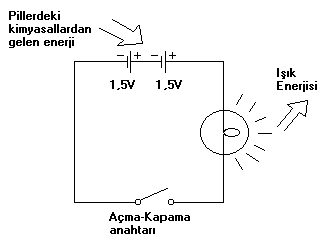 Pillerdeki
kimyasallardan
gelen enerji
− + − +
1,5V 1,5V
Işık
Enerjisi
Açma-Kapama
anahtarı